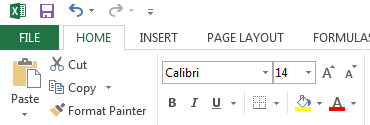 FILE HOME INSERT PAGE LAYOUT FORMULAS
Cut
Copy
Format Painter
Paste
Calibri 14 A A
B I U A